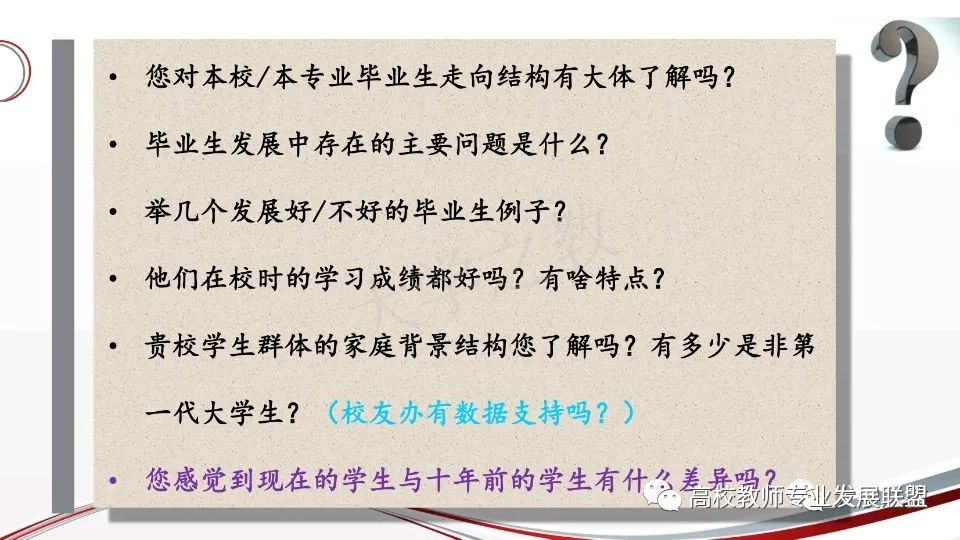 • 您对本校/本专业毕业生走向结构有大体了解吗？
• 毕业生发展中存在的主要问题是什么？
• 举几个发展好/不好的毕业生例子？
• 他们在校时的学习成绩都好吗？有啥特点？
• 贵校学生群体的家庭背景结构您了解吗？有多少是非第
一代大学生？（校友办有数据支持吗？）
• 您感觉到现在的学生与十年前的学生有什么差异吗？
高校教师专业发展联盟